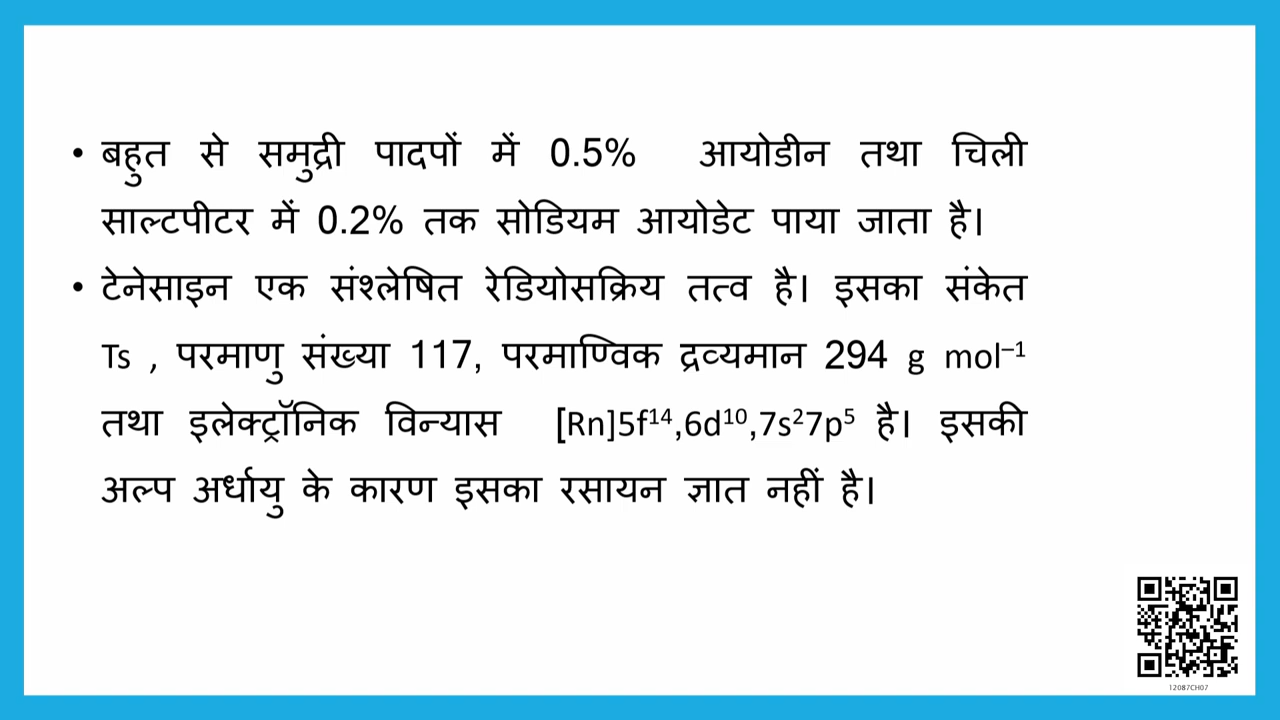 • बहुत से समुद्री पादपों में 0.5% आयोडीन तथा चिली
साल्टपीटर में 0.2% तक सोडियम आयोडेट पाया जाता है।
• टेनेसाइन एक संश्लेषित रेडियोसक्रिय तत्व है। इसका संकेत
Ts , परमाणु संख्या 117, परमाण्विक द्रव्यमान 294 g mol⁻¹
तथा इलेक्ट्रॉनिक विन्यास [Rn]5f¹⁴,6d¹⁰,7s²7p⁵ है। इसकी
अल्प अर्धायु के कारण इसका रसायन ज्ञात नहीं है।
12087CH07